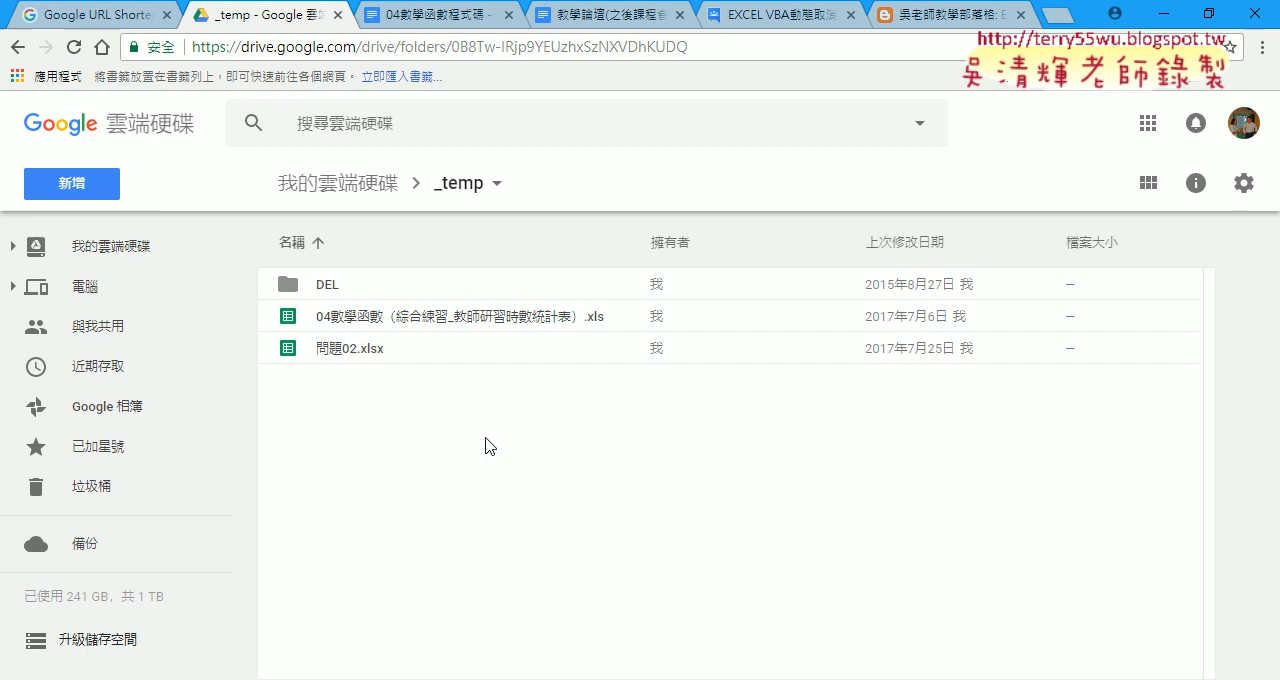 Google URL Shorte
_temp - Google 雲端
04數學函數程式碼 -
教學論壇(之後課程會
EXCEL VBA動態取消
吳老師教學部落格: E
安全
https://drive.google.com/drive/folders/0B8Tw-IRjp9YEUzhxSzNXVDhKUDQ
http://terry55wu.blogspot.tw
吳清輝老師錄製
應用程式
將書籤放置在書籤列上，即可快速前往各個網頁。
立即匯入書籤...
Google 雲端硬碟
搜尋雲端硬碟
新增
我的雲端硬碟
_temp
我的雲端硬碟
電腦
與我共用
近期存取
Google 相簿
已加星號
垃圾桶
備份
已使用 241 GB，共 1 TB
升級儲存空間
名稱
擁有者
上次修改日期
檔案大小
DEL
我
2015年8月27日 我
—
04數學函數（綜合練習_教師研習時數統計表）.xls
我
2017年7月6日 我
—
問題02.xlsx
我
2017年7月25日 我
—